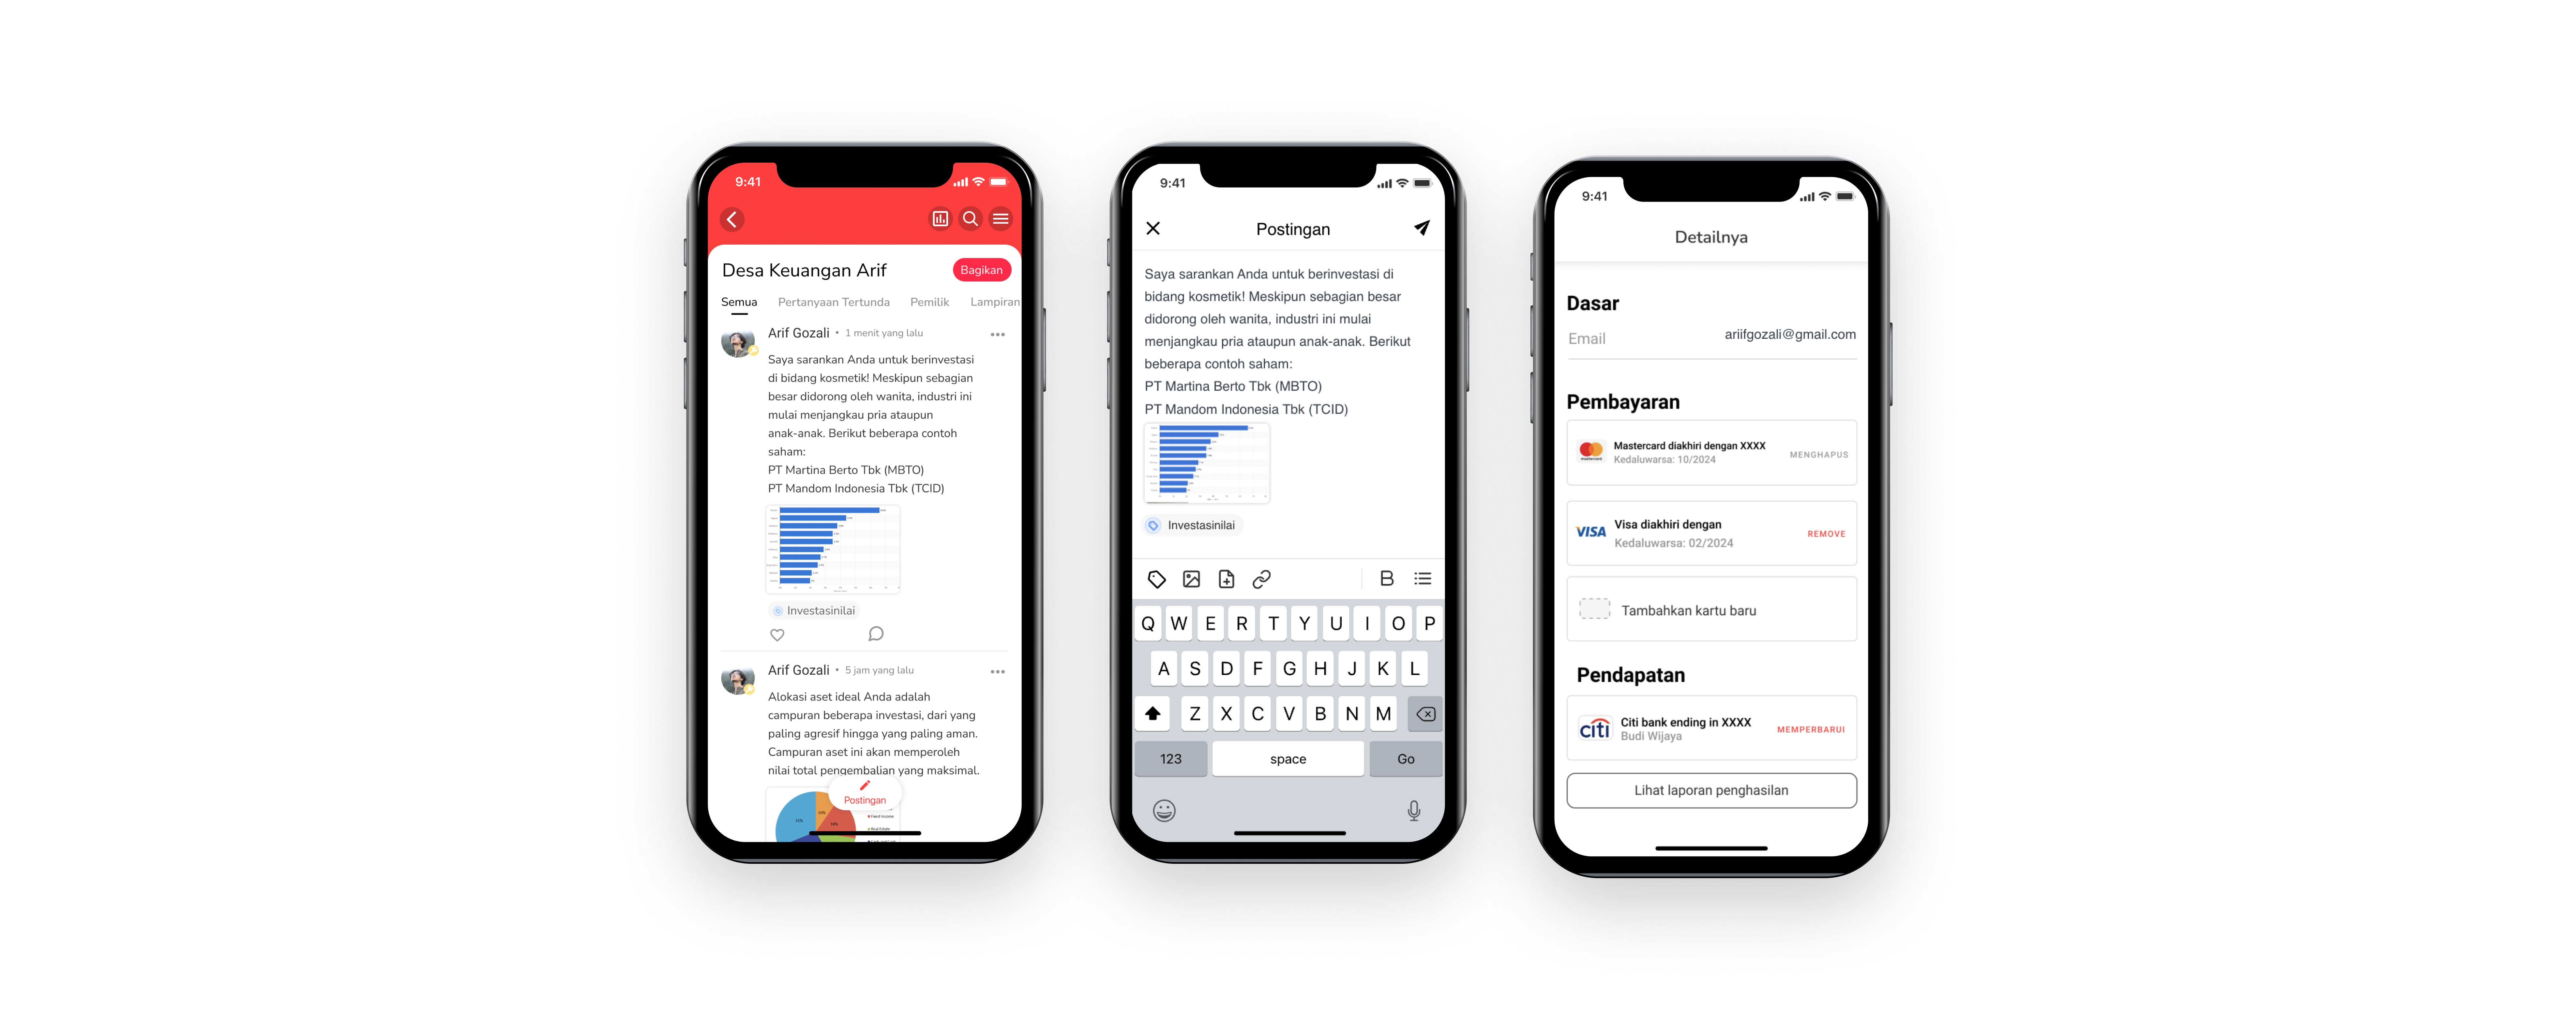 9:41
Desa Keuangan Arif
Bagikan
Semua Pertanyaan Tertunda Pemilik Lampiran
Arif Gozali • 1 menit yang lalu
Saya sarankan Anda untuk berinvestasi
di bidang kosmetik! Meskipun sebagian
besar didorong oleh wanita, industri ini
mulai menjangkau pria ataupun
anak-anak. Berikut beberapa contoh
saham:
PT Martina Berto Tbk (MBTO)
PT Mandom Indonesia Tbk (TCID)
Investasinilai
Arif Gozali • 5 jam yang lalu
Alokasi aset ideal Anda adalah
campuran beberapa investasi, dari yang
paling agresif hingga yang paling aman.
Campuran aset ini akan memperoleh
nilai total pengembalian yang maksimal.
Postingan
Fixed Income
Real Estate
9:41
Postingan
Saya sarankan Anda untuk berinvestasi di
bidang kosmetik! Meskipun sebagian besar
didorong oleh wanita, industri ini mulai
menjangkau pria ataupun anak-anak. Berikut
beberapa contoh saham:
PT Martina Berto Tbk (MBTO)
PT Mandom Indonesia Tbk (TCID)
Investasinilai
B
Q W E R T Y U I O P
A S D F G H J K L
Z X C V B N M
123 space Go
9:41
Detailnya
Dasar
Email ariifgozali@gmail.com
Pembayaran
mastercard
Mastercard diakhiri dengan XXXX
Kedaluwarsa: 10/2024
MENGHAPUS
VISA
Visa diakhiri dengan
Kedaluwarsa: 02/2024
REMOVE
Tambahkan kartu baru
Pendapatan
citi
Citi bank ending in XXXX
Budi Wijaya
MEMPERBARUI
Lihat laporan penghasilan